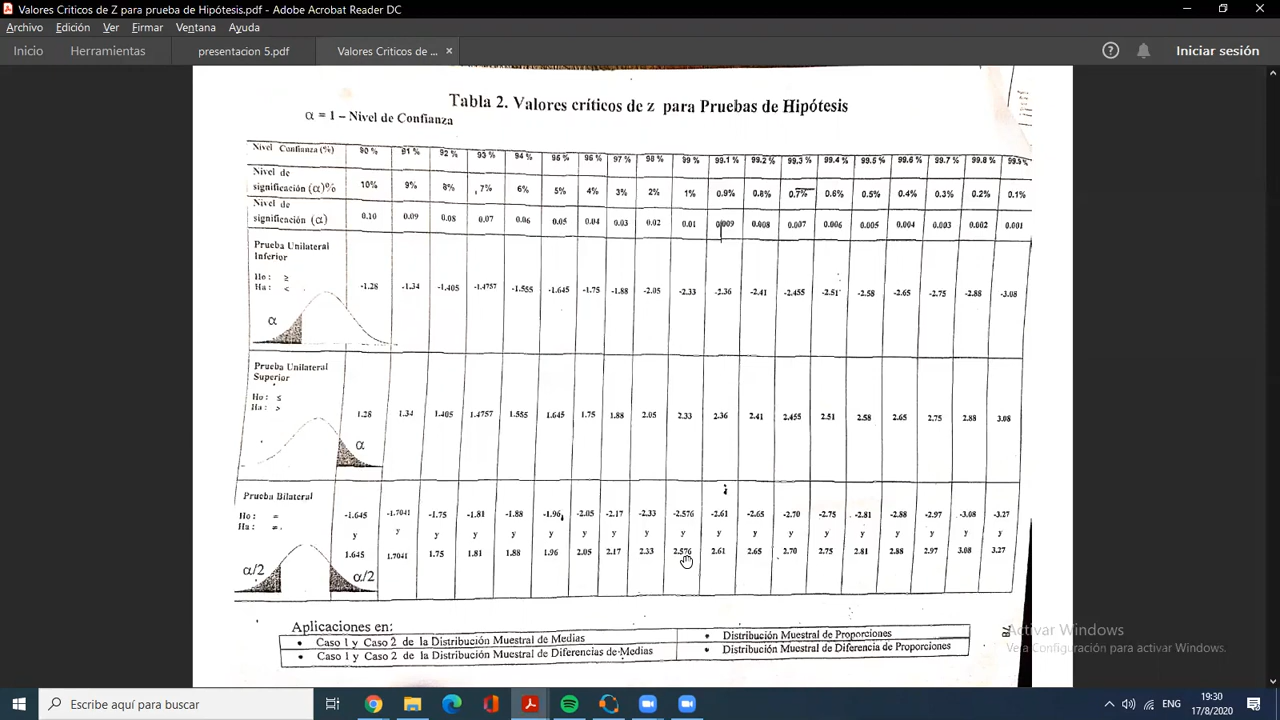 Valores Criticos de Z para prueba de Hipótesis.pdf - Adobe Acrobat Reader DC
Archivo Edición Ver Firmar Ventana Ayuda
Inicio Herramientas presentacion 5.pdf Valores Criticos de ... × Iniciar sesión
Tabla 2. Valores críticos de z para Pruebas de Hipótesis
α = 1 – Nivel de Confianza
Nivel Confianza (%) 90 % 91 % 92 % 93 % 94 % 95 % 96 % 97 % 98 % 99 % 99.1 % 99.2 % 99.3 % 99.4 % 99.5 % 99.6 % 99.7 % 99.8 % 99.9%
Nivel de
significación (α)% 10% 9% 8% 7% 6% 5% 4% 3% 2% 1% 0.9% 0.8% 0.7% 0.6% 0.5% 0.4% 0.3% 0.2% 0.1%
Nivel de
significación (α) 0.10 0.09 0.08 0.07 0.06 0.05 0.04 0.03 0.02 0.01 0.009 0.008 0.007 0.006 0.005 0.004 0.003 0.002 0.001
Prueba Unilateral
Inferior
Ho : ≥
Ha : < -1.28 -1.34 -1.405 -1.4757 -1.555 -1.645 -1.75 -1.88 -2.05 -2.33 -2.36 -2.41 -2.455 -2.51 -2.58 -2.65 -2.75 -2.88 -3.08
α
Prueba Unilateral
Superior
Ho : ≤
Ha : > 1.28 1.34 1.405 1.4757 1.555 1.645 1.75 1.88 2.05 2.33 2.36 2.41 2.455 2.51 2.58 2.65 2.75 2.88 3.08
α
Prueba Bilateral
Ho : = -1.645 -1.7041 -1.75 -1.81 -1.88 -1.96 -2.05 -2.17 -2.33 -2.576 -2.61 -2.65 -2.70 -2.75 -2.81 -2.88 -2.97 -3.08 -3.27
Ha : ≠ y y y y y y y y y y y y y y y y y y y
1.645 1.7041 1.75 1.81 1.88 1.96 2.05 2.17 2.33 2.576 2.61 2.65 2.70 2.75 2.81 2.88 2.97 3.08 3.27
α/2 α/2
Aplicaciones en:
• Caso 1 y Caso 2 de la Distribución Muestral de Medias • Distribución Muestral de Proporciones
• Caso 1 y Caso 2 de la Distribución Muestral de Diferencias de Medias • Distribución Muestral de Diferencia de Proporciones
78
Activar Windows
Ve a Configuración para activar Windows.
Escribe aquí para buscar
ENG 19:30
17/8/2020